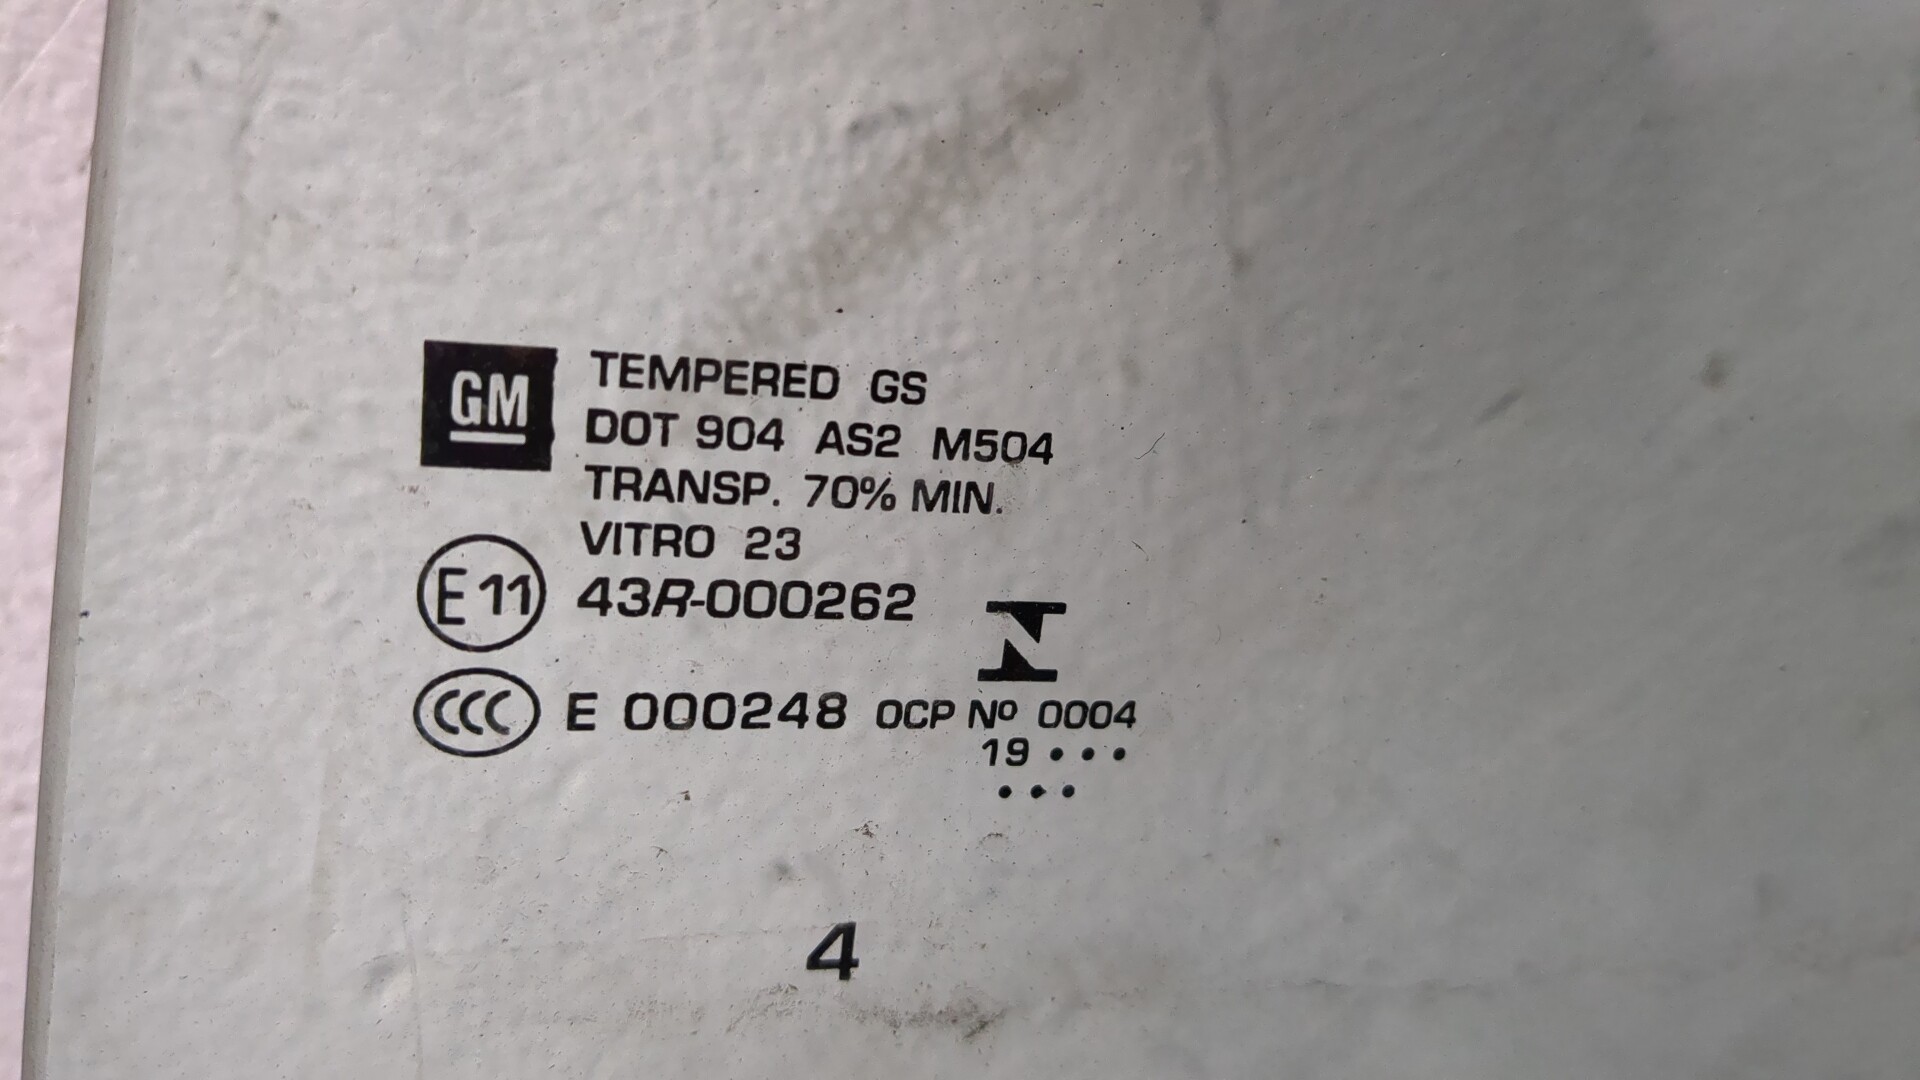 GM
TEMPERED GS
DOT 904 AS2 M504
TRANSP. 70% MIN.
VITRO 23
E11 43R-000262
CCC E 000248 OCP Nº 0004
19 • • •
• • •
4